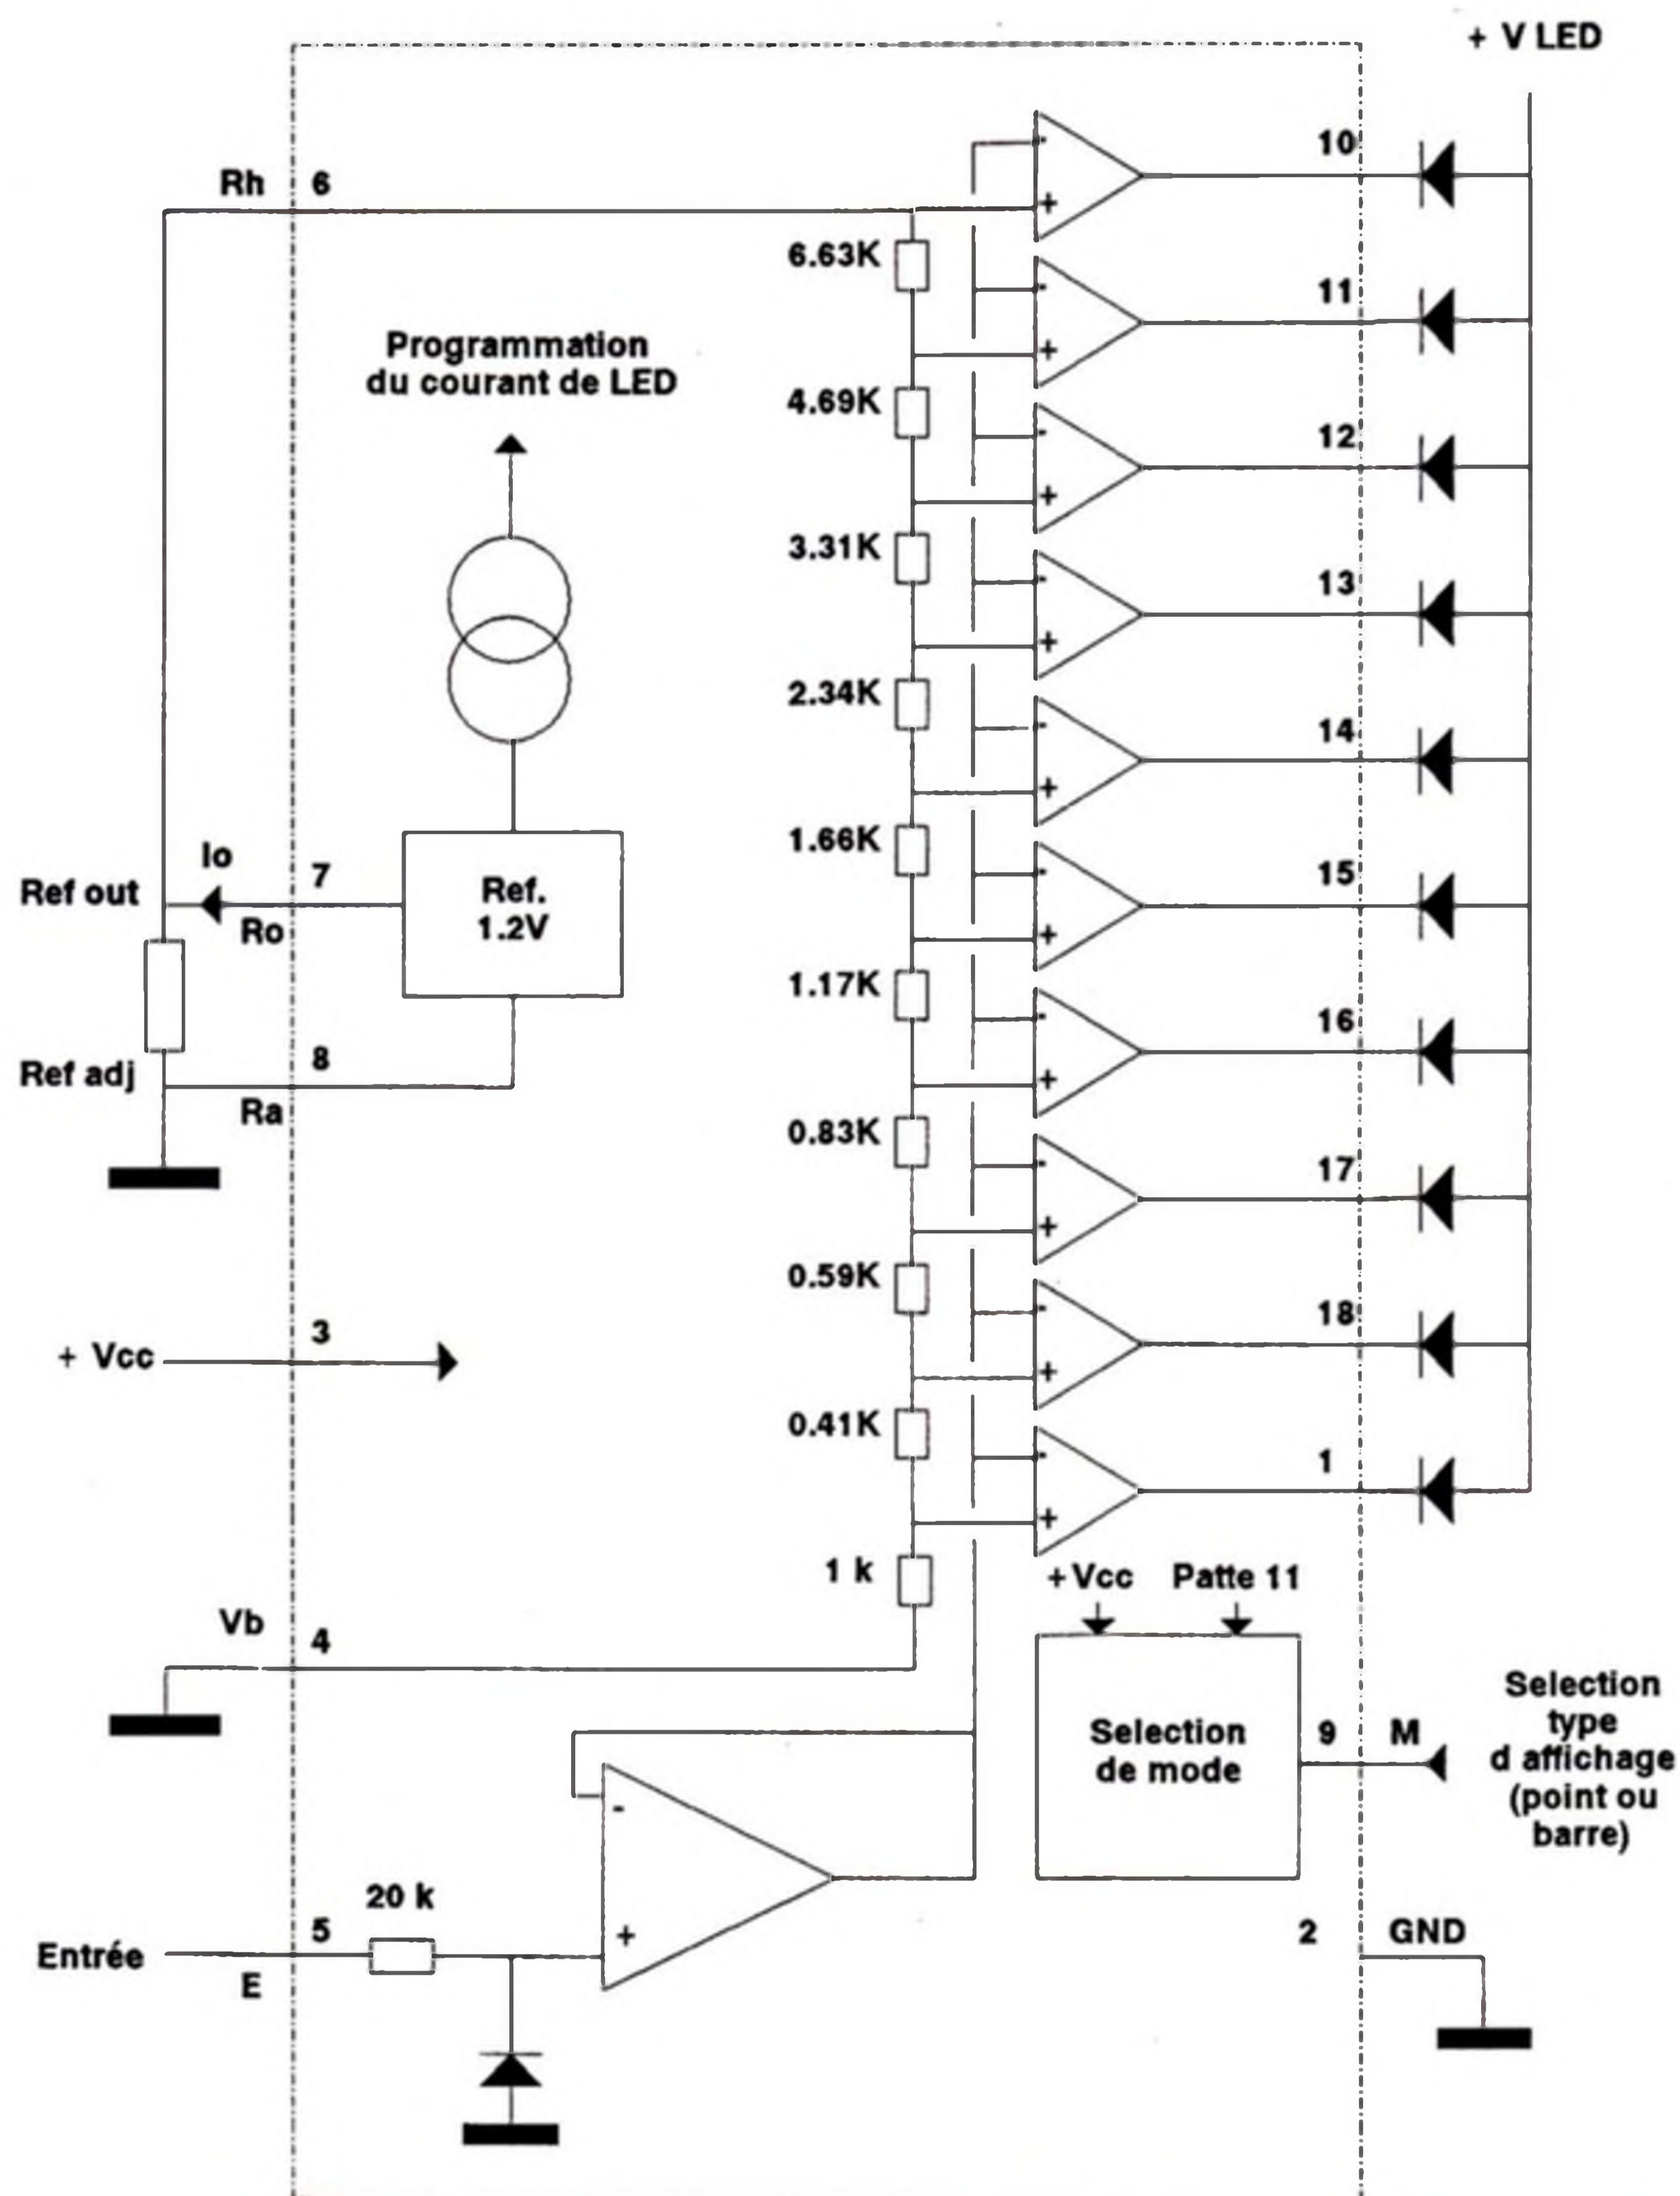 + V LED
10
Rh 6
+
-
6.63K
11
-
+
Programmation
du courant de LED
4.69K
12
-
+
3.31K
13
-
+
2.34K
14
-
+
1.66K
15
-
+
Io
7
Ref out
Ro
Ref.
1.2V
1.17K
16
-
+
Ref adj
8
Ra
0.83K
17
-
+
0.59K
18
-
+
+ Vcc
3
0.41K
1
-
+
1 k
+ Vcc Patte 11
Vb
4
Selection
de mode
9 M
Selection
type
d affichage
(point ou
barre)
-
+
20 k
Entrée
5
E
2 GND